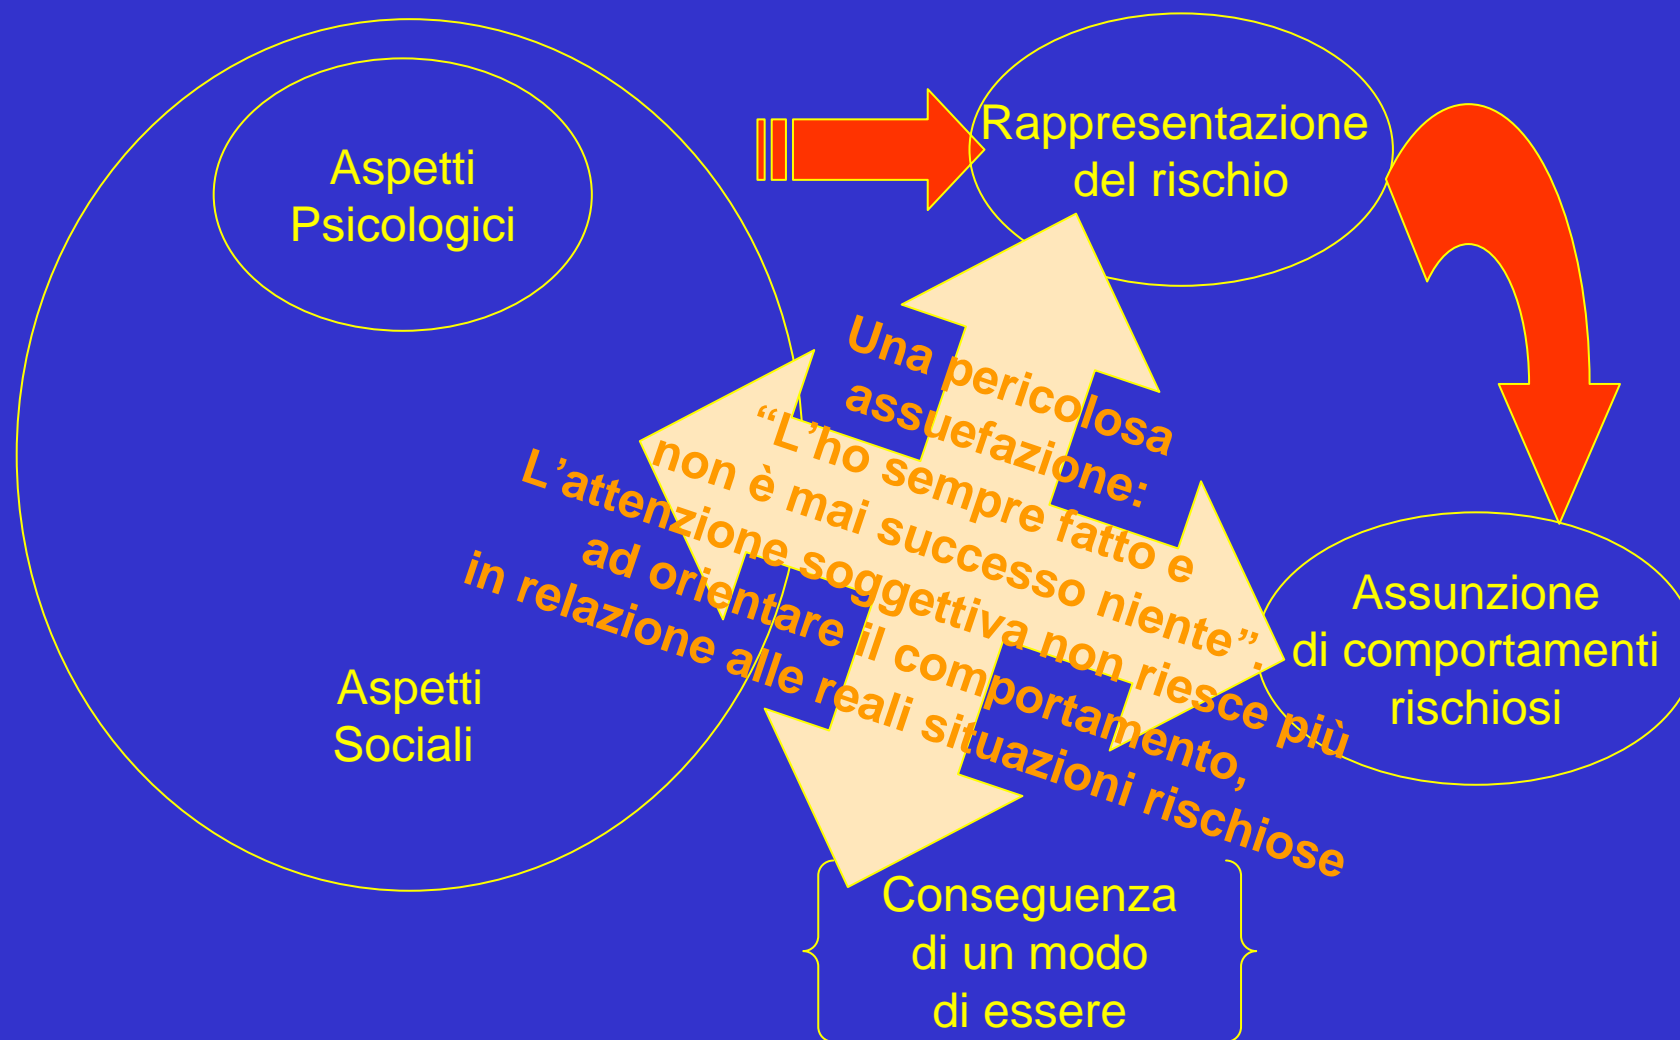 Aspetti
Psicologici
Aspetti
Sociali
Rappresentazione
del rischio
Una pericolosa
assuefazione:
“L’ho sempre fatto e
non è mai successo niente”.
L’attenzione soggettiva non riesce più
ad orientare il comportamento,
in relazione alle reali situazioni rischiose
Assunzione
di comportamenti
rischiosi
Conseguenza
di un modo
di essere